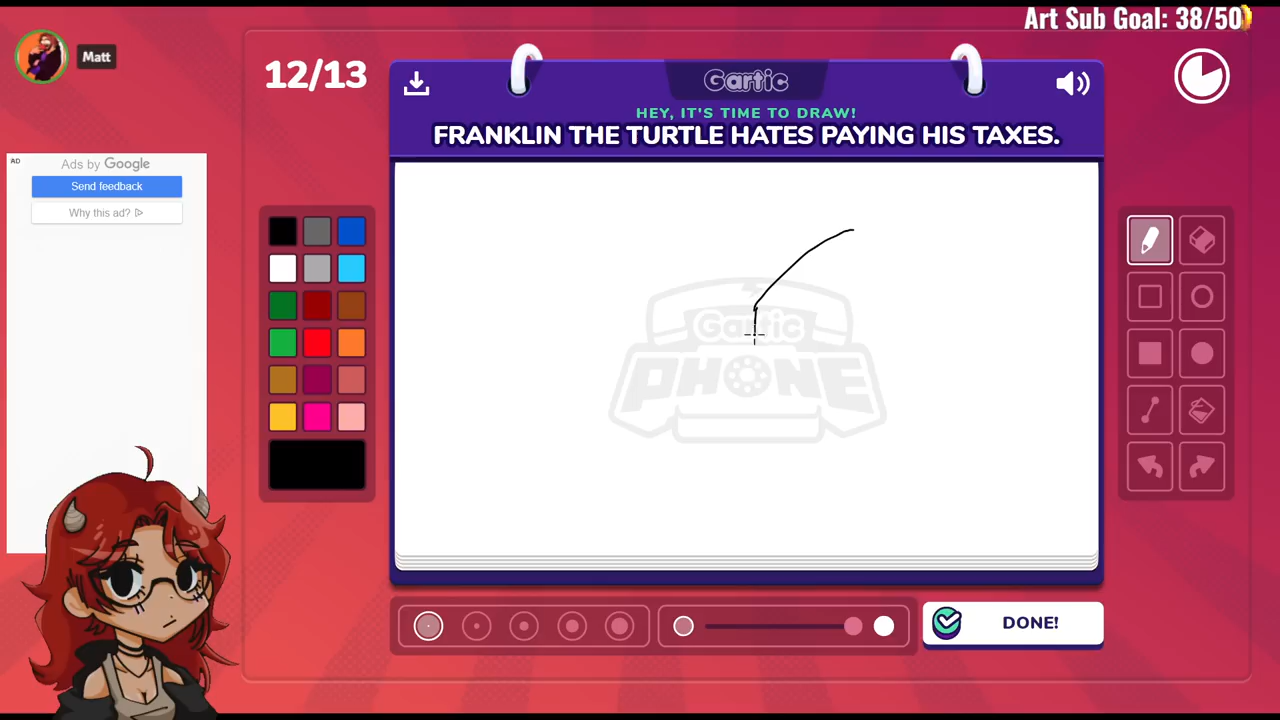 Art Sub Goal: 38/50
Matt
12/13
Gartic
HEY, IT'S TIME TO DRAW!
FRANKLIN THE TURTLE HATES PAYING HIS TAXES.
AD
Ads by Google
Send feedback
Why this ad?
Gartic
PHONE
DONE!